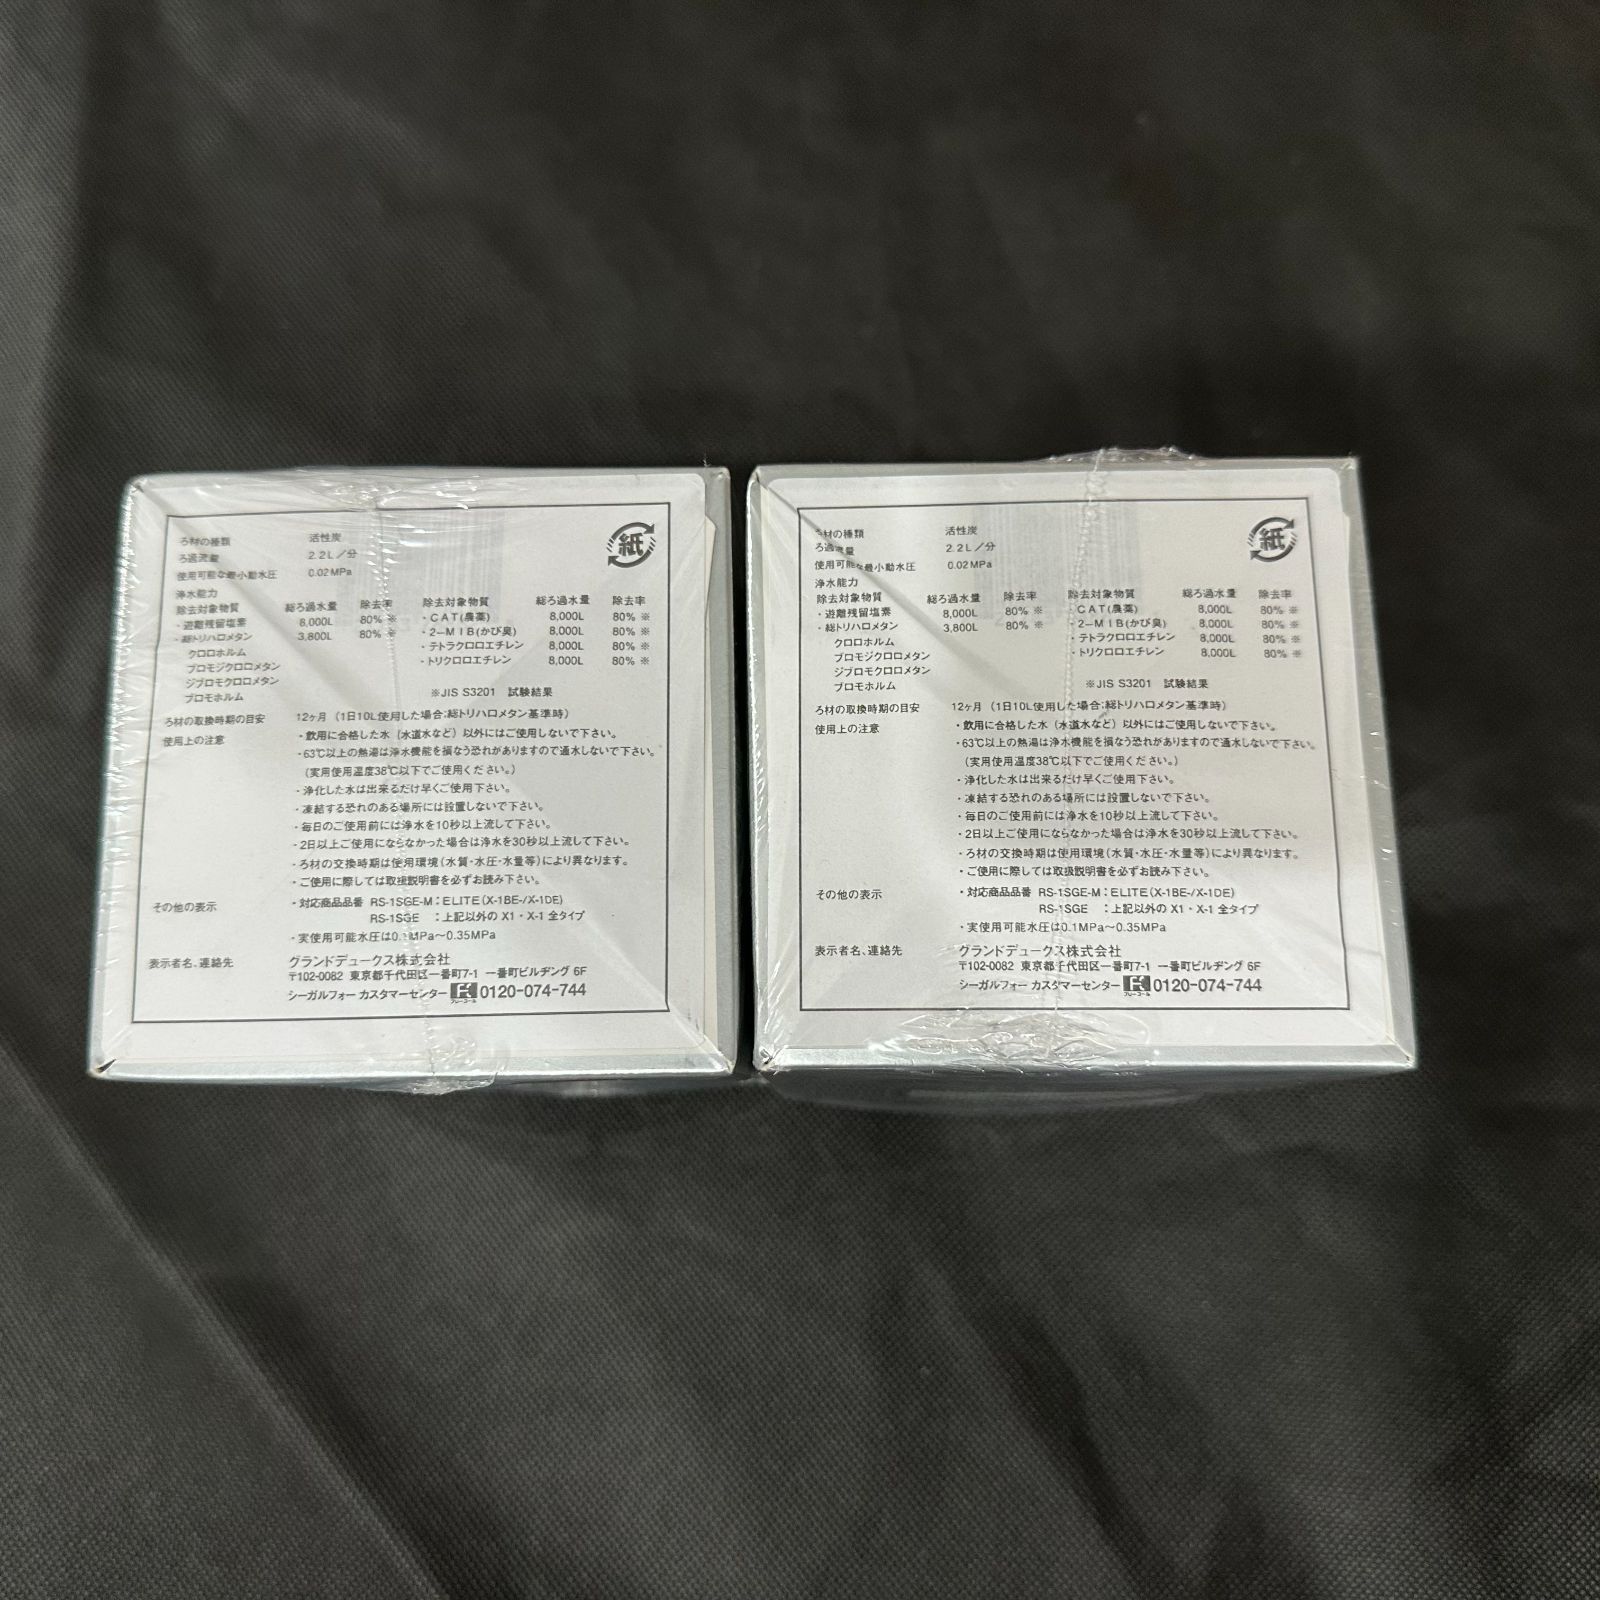 ろ材の種類 活性炭
ろ過流量 2.2L／分
使用可能な最小動水圧 0.02MPa
紙
浄水能力
除去対象物質 総ろ過水量 除去率 除去対象物質 総ろ過水量 除去率
・遊離残留塩素 8,000L 80% ※ ・CAT(農薬) 8,000L 80% ※
・総トリハロメタン 3,800L 80% ※ ・2－MIB(かび臭) 8,000L 80% ※
クロロホルム ・テトラクロロエチレン 8,000L 80% ※
ブロモジクロロメタン ・トリクロロエチレン 8,000L 80% ※
ジブロモクロロメタン
ブロモホルム ※JIS S3201 試験結果
ろ材の取換時期の目安 12ヶ月（1日10L使用した場合:総トリハロメタン基準時）
使用上の注意 ・飲用に合格した水（水道水など）以外にはご使用しないで下さい。
・63℃以上の熱湯は浄水機能を損なう恐れがありますので通水しないで下さい。
（実用使用温度38℃以下でご使用ください。）
・浄化した水は出来るだけ早くご使用下さい。
・凍結する恐れのある場所には設置しないで下さい。
・毎日のご使用前には浄水を10秒以上流して下さい。
・2日以上ご使用にならなかった場合は浄水を30秒以上流して下さい。
・ろ材の交換時期は使用環境（水質・水圧・水量等）により異なります。
・ご使用に際しては取扱説明書を必ずお読み下さい。
その他の表示 ・対応商品品番 RS-1SGE-M：ELITE(X-1BE-/X-1DE)
RS-1SGE ：上記以外の X1・X-1 全タイプ
・実使用可能水圧は0.1MPa～0.35MPa
表示者名、連絡先 グランドデュークス株式会社
〒102-0082 東京都千代田区一番町7-1 一番町ビルヂング 6F
シーガルフォー カスタマーセンター フリーコール 0120-074-744
ろ材の種類 活性炭
ろ過流量 2.2L／分
使用可能な最小動水圧 0.02MPa
紙
浄水能力
除去対象物質 総ろ過水量 除去率 除去対象物質 総ろ過水量 除去率
・遊離残留塩素 8,000L 80% ※ ・CAT(農薬) 8,000L 80% ※
・総トリハロメタン 3,800L 80% ※ ・2－MIB(かび臭) 8,000L 80% ※
クロロホルム ・テトラクロロエチレン 8,000L 80% ※
ブロモジクロロメタン ・トリクロロエチレン 8,000L 80% ※
ジブロモクロロメタン
ブロモホルム ※JIS S3201 試験結果
ろ材の取換時期の目安 12ヶ月（1日10L使用した場合:総トリハロメタン基準時）
使用上の注意 ・飲用に合格した水（水道水など）以外にはご使用しないで下さい。
・63℃以上の熱湯は浄水機能を損なう恐れがありますので通水しないで下さい。
（実用使用温度38℃以下でご使用ください。）
・浄化した水は出来るだけ早くご使用下さい。
・凍結する恐れのある場所には設置しないで下さい。
・毎日のご使用前には浄水を10秒以上流して下さい。
・2日以上ご使用にならなかった場合は浄水を30秒以上流して下さい。
・ろ材の交換時期は使用環境（水質・水圧・水量等）により異なります。
・ご使用に際しては取扱説明書を必ずお読み下さい。
その他の表示 ・対応商品品番 RS-1SGE-M：ELITE(X-1BE-/X-1DE)
RS-1SGE ：上記以外の X1・X-1 全タイプ
・実使用可能水圧は0.1MPa～0.35MPa
表示者名、連絡先 グランドデュークス株式会社
〒102-0082 東京都千代田区一番町7-1 一番町ビルヂング 6F
シーガルフォー カスタマーセンター フリーコール 0120-074-744